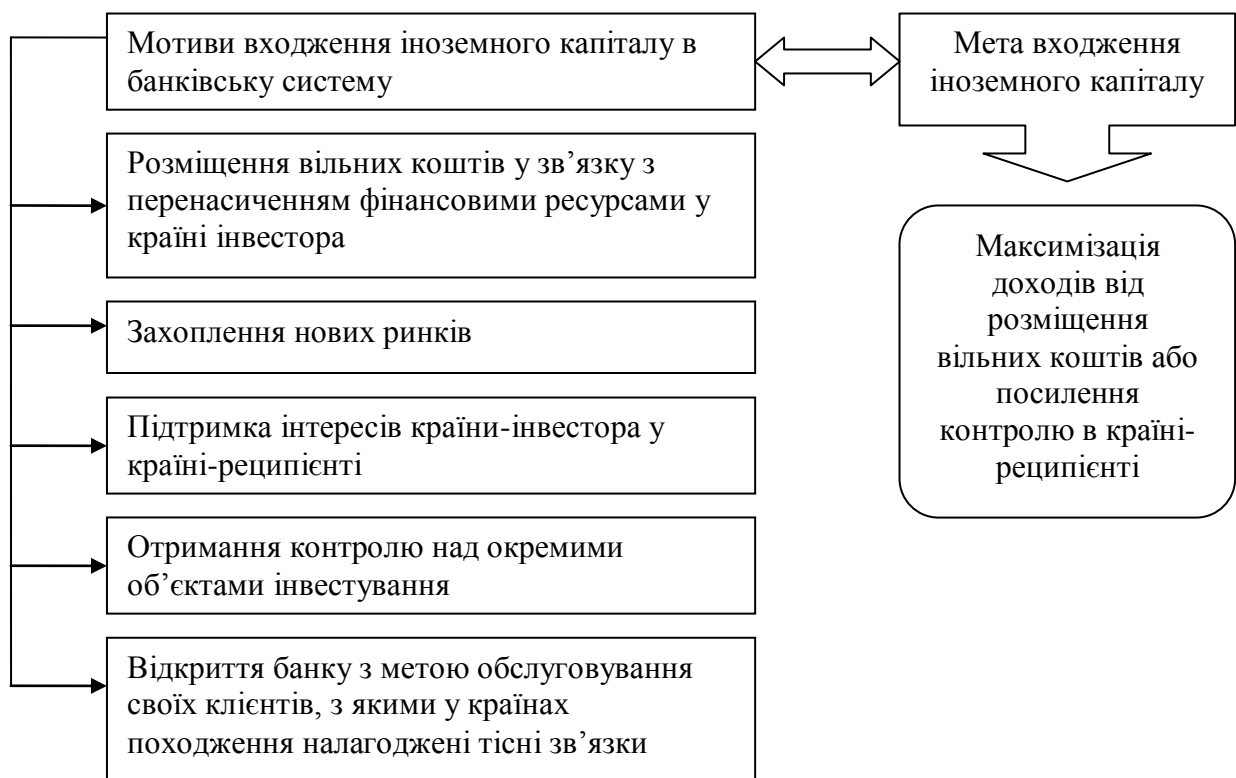 Мотиви входження іноземного капіталу в
банківську систему
Мета входження
іноземного капіталу
Розміщення вільних коштів у зв’язку з
перенасиченням фінансовими ресурсами у
країні інвестора
Захоплення нових ринків
Підтримка інтересів країни-інвестора у
країні-реципієнті
Отримання контролю над окремими
об’єктами інвестування
Відкриття банку з метою обслуговування
своїх клієнтів, з якими у країнах
походження налагоджені тісні зв’язки
Максимізація
доходів від
розміщення
вільних коштів або
посилення
контролю в країні-
реципієнті